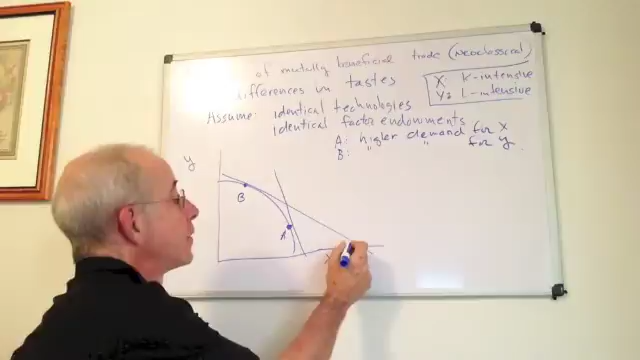 of mutally beneficial trade (neoclassical
differences in tastes
X K-intensive
Y: L-intensive
Assume: identical technologies
identical factor endowments
A: higher demand for X
B: " " for Y
Y
B
A
X